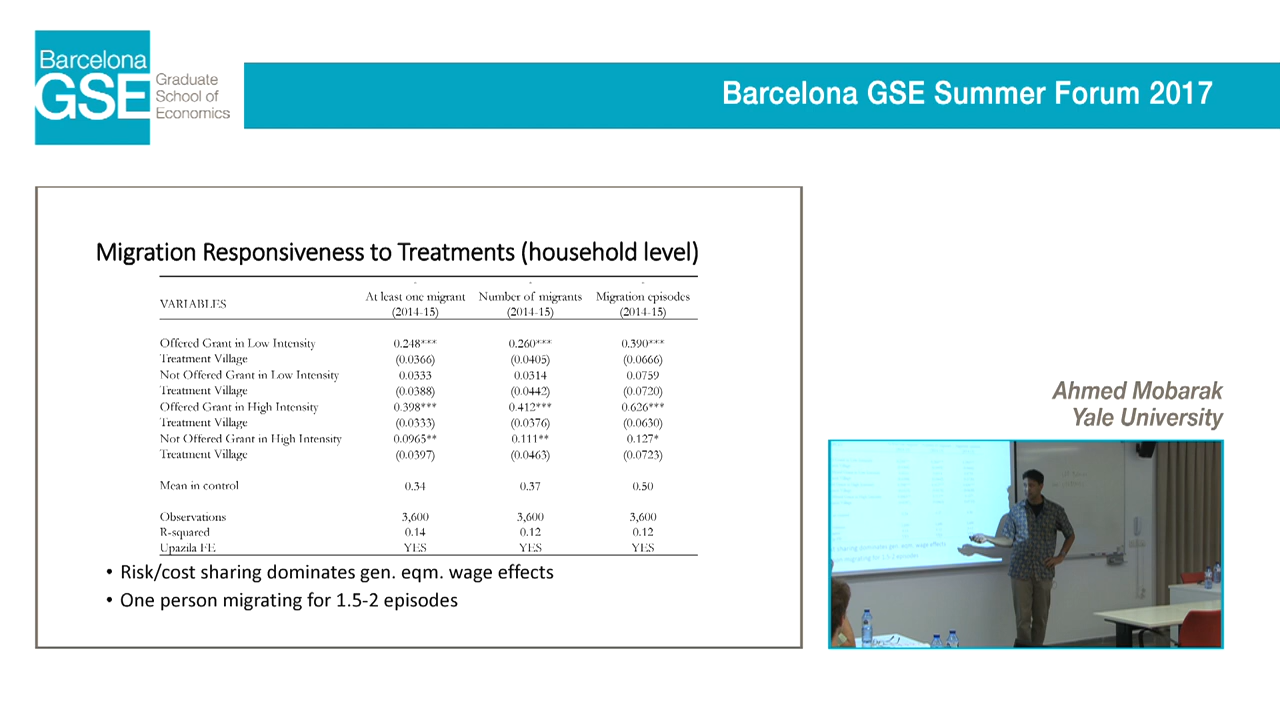 Barcelona
GSE
Graduate
School of
Economics
Barcelona GSE Summer Forum 2017
Migration Responsiveness to Treatments (household level)
VARIABLES At least one migrant (2014-15) Number of migrants (2014-15) Migration episodes (2014-15)
Offered Grant in Low Intensity 0.248*** 0.260*** 0.390***
Treatment Village (0.0366) (0.0405) (0.0666)
Not Offered Grant in Low Intensity 0.0333 0.0314 0.0759
Treatment Village (0.0388) (0.0442) (0.0720)
Offered Grant in High Intensity 0.398*** 0.412*** 0.626***
Treatment Village (0.0333) (0.0376) (0.0630)
Not Offered Grant in High Intensity 0.0965** 0.111** 0.127*
Treatment Village (0.0397) (0.0463) (0.0723)
Mean in control 0.34 0.37 0.50
Observations 3,600 3,600 3,600
R-squared 0.14 0.12 0.12
Upazila FE YES YES YES
• Risk/cost sharing dominates gen. eqm. wage effects
• One person migrating for 1.5-2 episodes
Ahmed Mobarak
Yale University